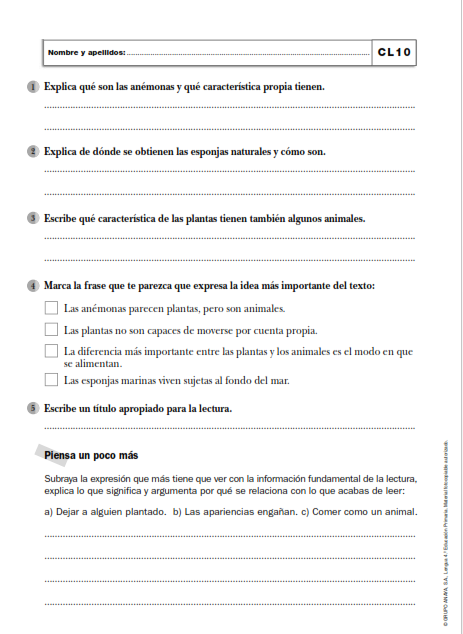 Nombre y apellidos: CL10
1 Explica qué son las anémonas y qué característica propia tienen.
2 Explica de dónde se obtienen las esponjas naturales y cómo son.
3 Escribe qué característica de las plantas tienen también algunos animales.
4 Marca la frase que te parezca que expresa la idea más importante del texto:
Las anémonas parecen plantas, pero son animales.
Las plantas no son capaces de moverse por cuenta propia.
La diferencia más importante entre las plantas y los animales es el modo en que
se alimentan.
Las esponjas marinas viven sujetas al fondo del mar.
5 Escribe un título apropiado para la lectura.
Piensa un poco más
Subraya la expresión que más tiene que ver con la información fundamental de la lectura,
explica lo que significa y argumenta por qué se relaciona con lo que acabas de leer:
a) Dejar a alguien plantado. b) Las apariencias engañan. c) Comer como un animal.
© GRUPO ANAYA, S.A., Lengua 4.º Educación Primaria. Material fotocopiable autorizado.